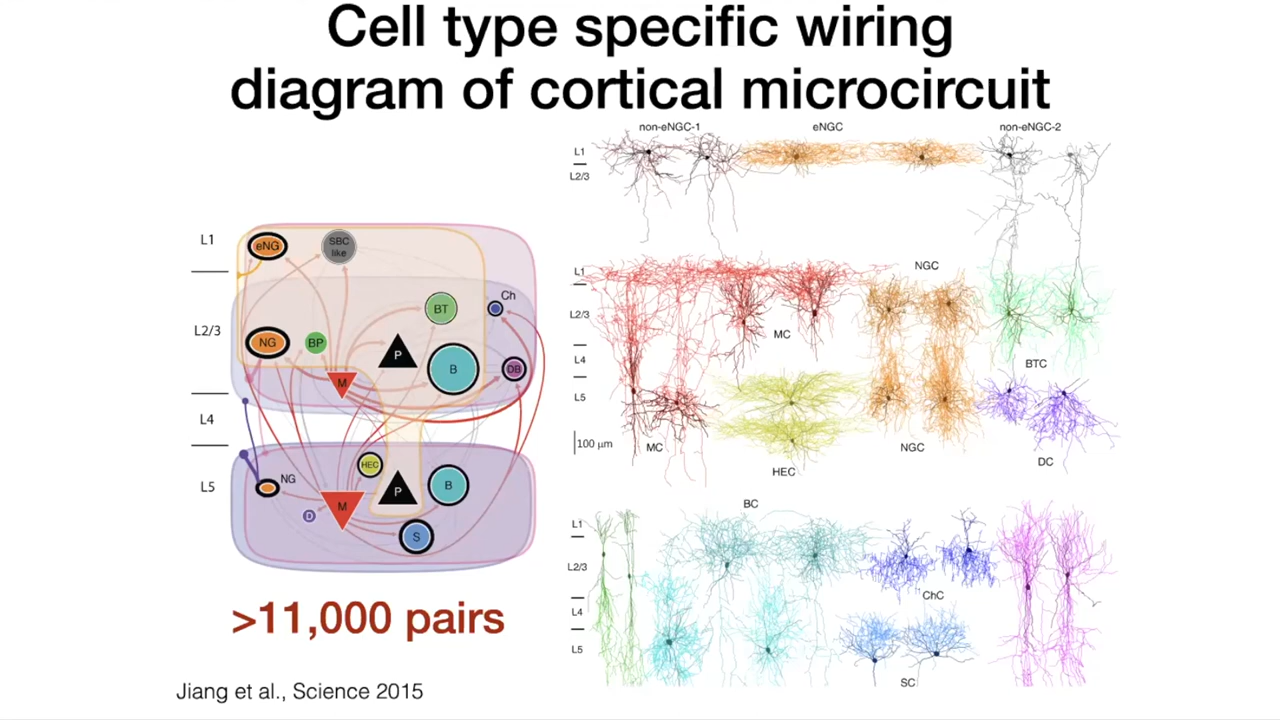 Cell type specific wiring
diagram of cortical microcircuit
L1
L2/3
L4
L5
eNG
SBC
like
BT
Ch
NG
BP
P
M
B
DB
HEC
NG
P
B
M
D
S
>11,000 pairs
Jiang et al., Science 2015
non-eNGC-1
eNGC
non-eNGC-2
L1
L2/3
L1
NGC
L2/3
MC
L4
BTC
L5
100 μm
MC
HEC
NGC
DC
BC
L1
L2/3
ChC
L4
L5
SC